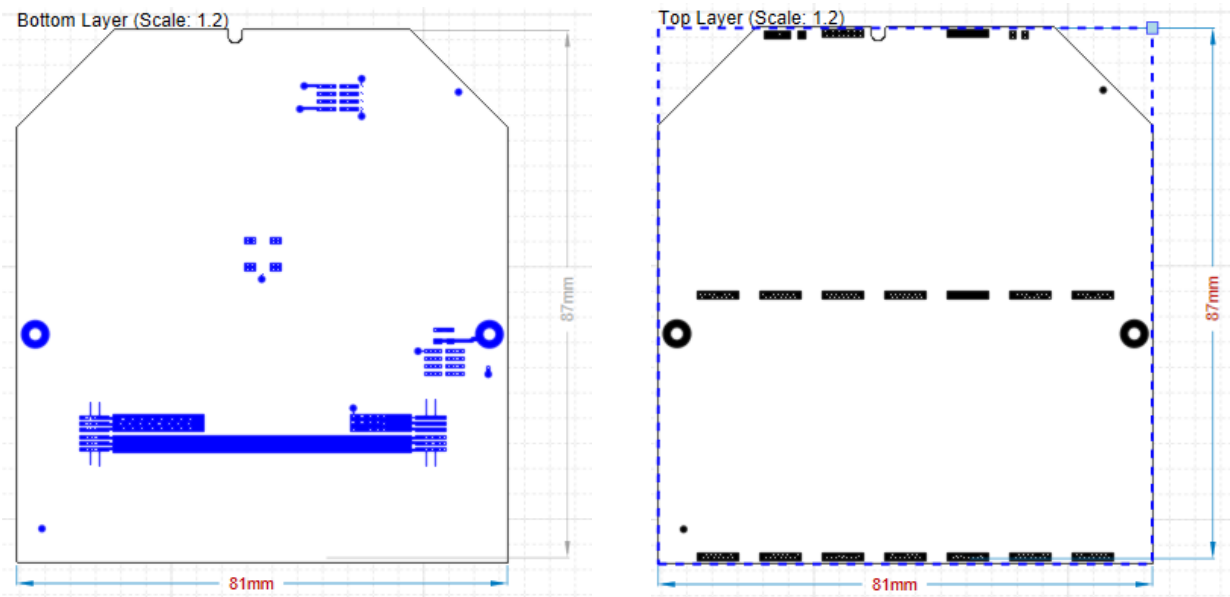 Bottom Layer (Scale: 1.2)
87mm
81mm
Top Layer (Scale: 1.2)
87mm
81mm